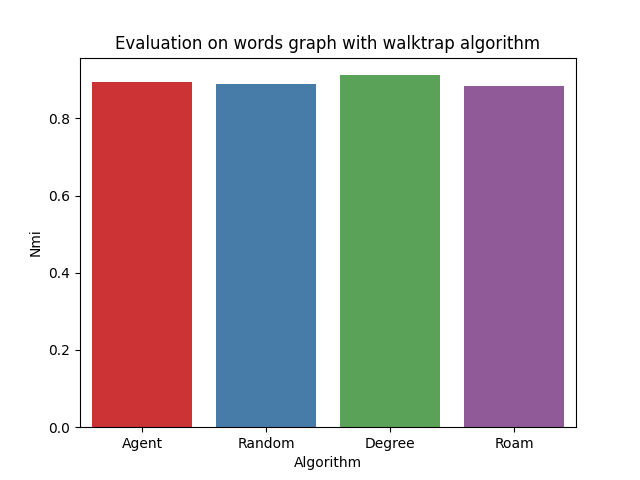 Evaluation on words graph with walktrap algorithm
0.8
0.6
0.4
0.2
0.0
Nmi
Agent Random Degree Roam
Algorithm